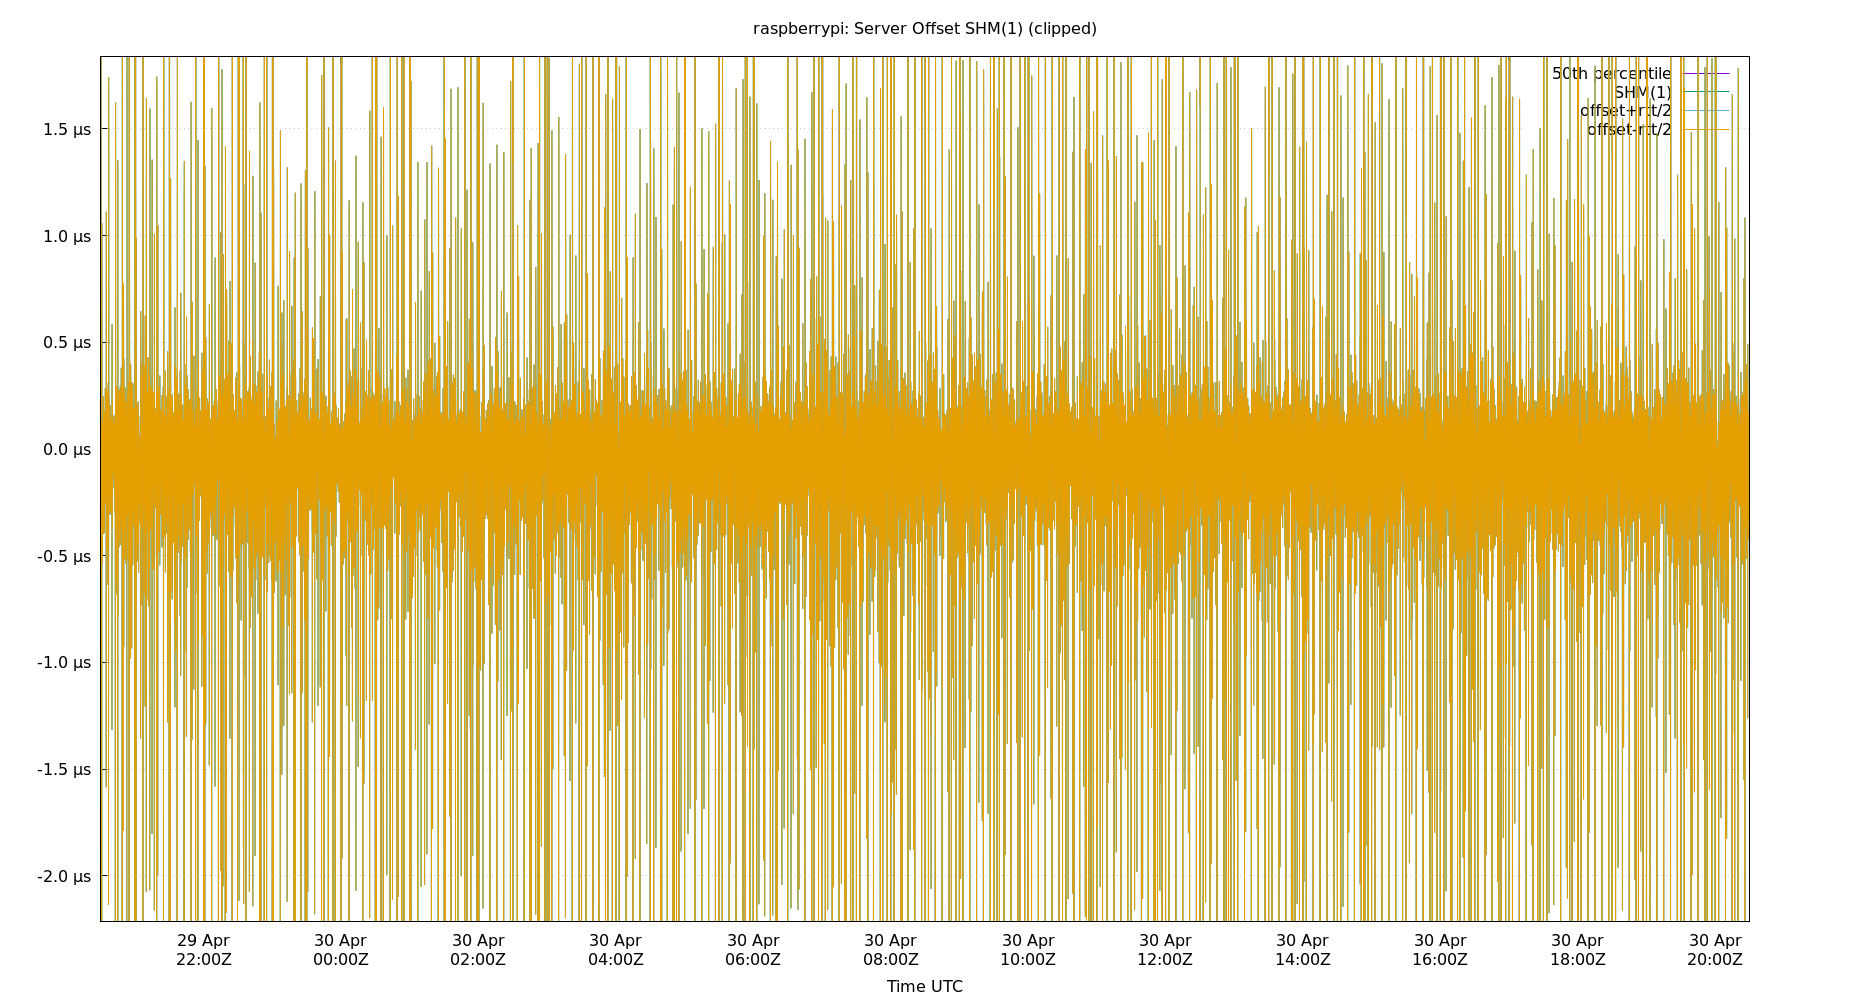 raspberrypi: Server Offset SHM(1) (clipped)
50th percentile
SHM(1)
offset+rtt/2
offset-rtt/2
1.5 µs
1.0 µs
0.5 µs
0.0 µs
-0.5 µs
-1.0 µs
-1.5 µs
-2.0 µs
29 Apr 30 Apr 30 Apr 30 Apr 30 Apr 30 Apr 30 Apr 30 Apr 30 Apr 30 Apr 30 Apr 30 Apr
22:00Z 00:00Z 02:00Z 04:00Z 06:00Z 08:00Z 10:00Z 12:00Z 14:00Z 16:00Z 18:00Z 20:00Z
Time UTC